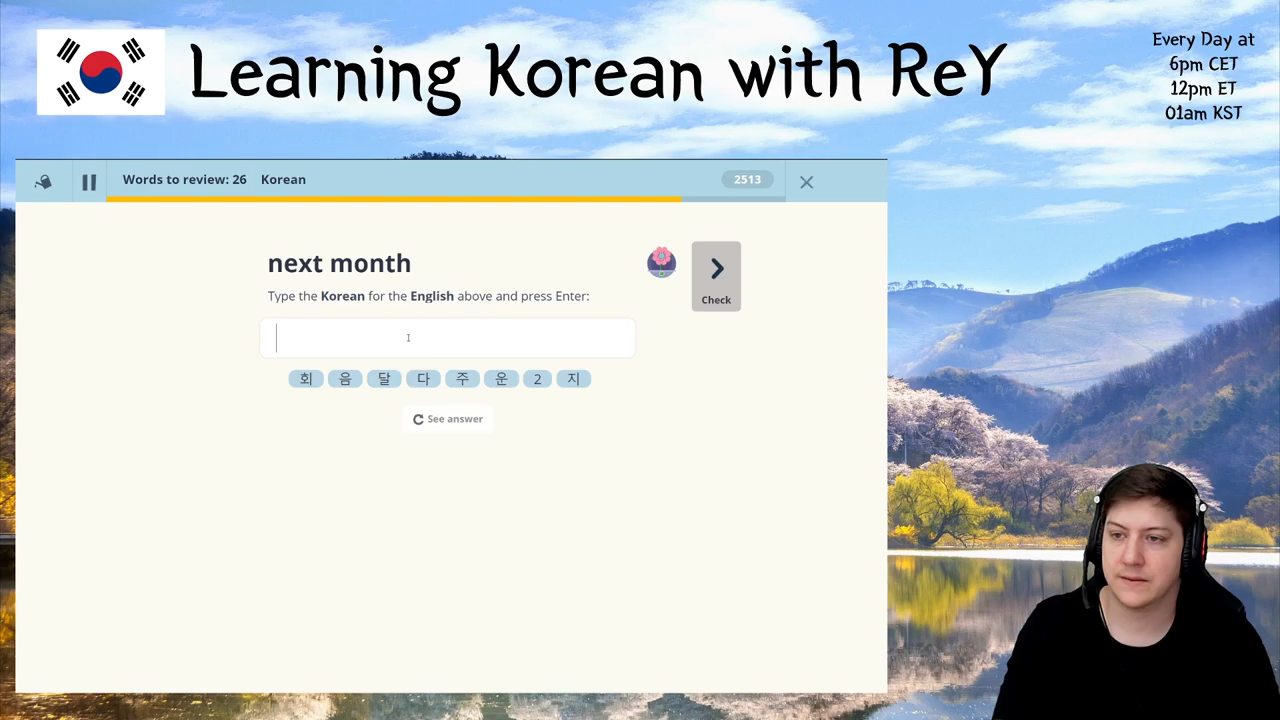 Learning Korean with ReY
Every Day at
6pm CET
12pm ET
01am KST
Words to review: 26 Korean 2513
next month
Type the Korean for the English above and press Enter:
Check
회 음 달 다 주 운 2 지
See answer